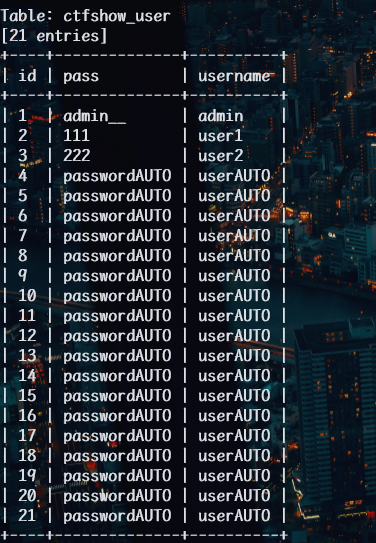 Table: ctfshow_user
[21 entries]
+----+--------------+----------+
| id | pass         | username |
+----+--------------+----------+
| 1  | admin__      | admin    |
| 2  | 111          | user1    |
| 3  | 222          | user2    |
| 4  | passwordAUTO | userAUTO |
| 5  | passwordAUTO | userAUTO |
| 6  | passwordAUTO | userAUTO |
| 7  | passwordAUTO | userAUTO |
| 8  | passwordAUTO | userAUTO |
| 9  | passwordAUTO | userAUTO |
| 10 | passwordAUTO | userAUTO |
| 11 | passwordAUTO | userAUTO |
| 12 | passwordAUTO | userAUTO |
| 13 | passwordAUTO | userAUTO |
| 14 | passwordAUTO | userAUTO |
| 15 | passwordAUTO | userAUTO |
| 16 | passwordAUTO | userAUTO |
| 17 | passwordAUTO | userAUTO |
| 18 | passwordAUTO | userAUTO |
| 19 | passwordAUTO | userAUTO |
| 20 | passwordAUTO | userAUTO |
| 21 | passwordAUTO | userAUTO |
+----+--------------+----------+